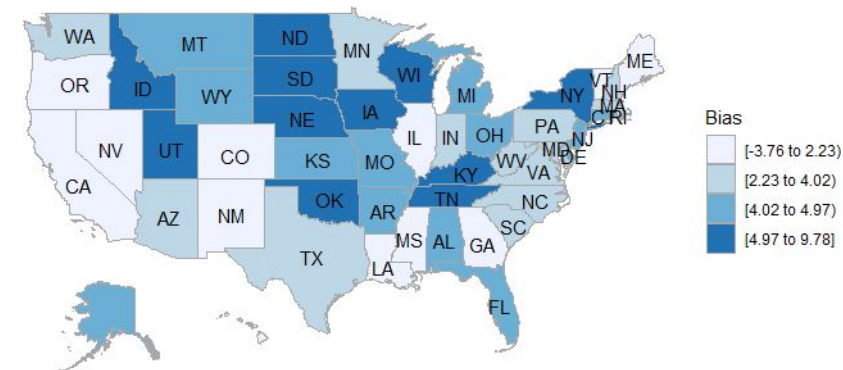 WA
MT
ND
MN
ME
OR
ID
SD
WI
VT
NH
WY
MI
NY
MA
IA
CT
RI
NE
PA
NV
UT
CO
IL
IN
OH
NJ
MD
DE
KS
MO
WV
VA
CA
KY
OK
TN
NC
AZ
NM
AR
SC
MS
AL
GA
TX
LA
FL
Bias
[-3.76 to 2.23)
[2.23 to 4.02)
[4.02 to 4.97)
[4.97 to 9.78]